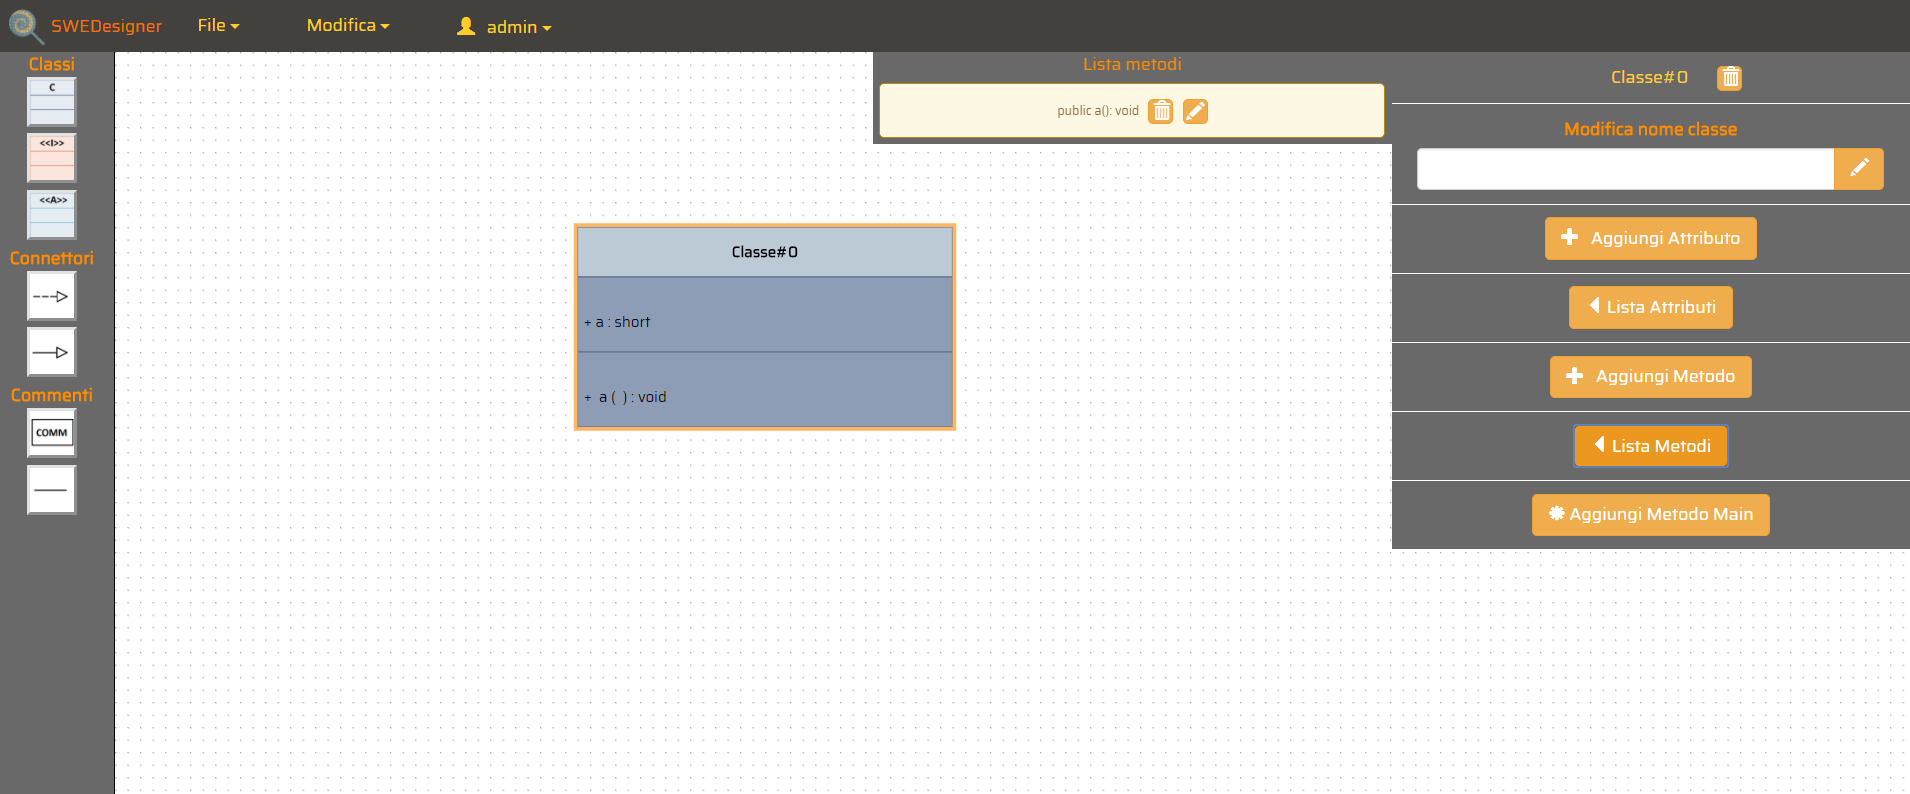 SWEDesigner File Modifica admin
Classi
C
<<I>>
<<A>>
Connettori
Commenti
COMM
Lista metodi
public a(): void
Classe#0
+ a : short
+ a ( ) : void
Classe#0
Modifica nome classe
Aggiungi Attributo
Lista Attributi
Aggiungi Metodo
Lista Metodi
Aggiungi Metodo Main